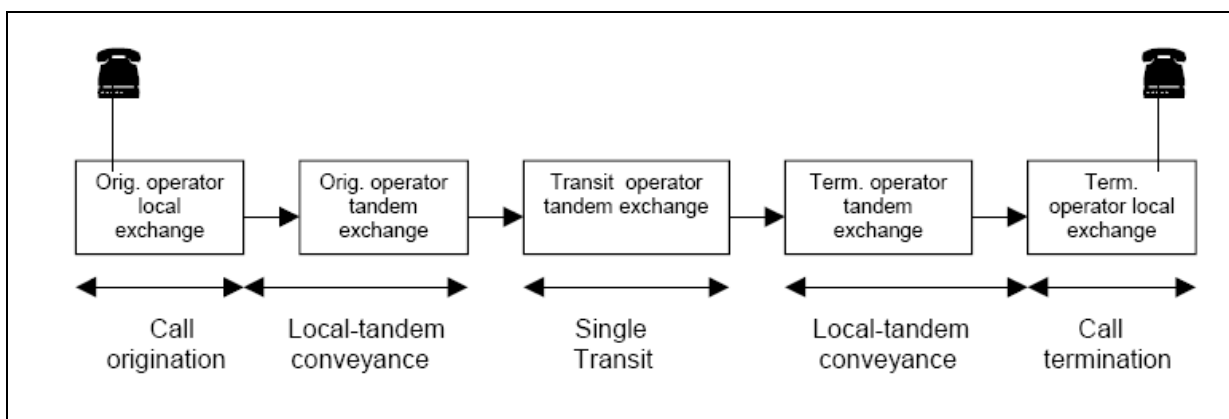 Orig. operator
local
exchange
Orig. operator
tandem
exchange
Transit operator
tandem exchange
Term. operator
tandem
exchange
Term.
operator local
exchange
Call
origination
Local-tandem
conveyance
Single
Transit
Local-tandem
conveyance
Call
termination